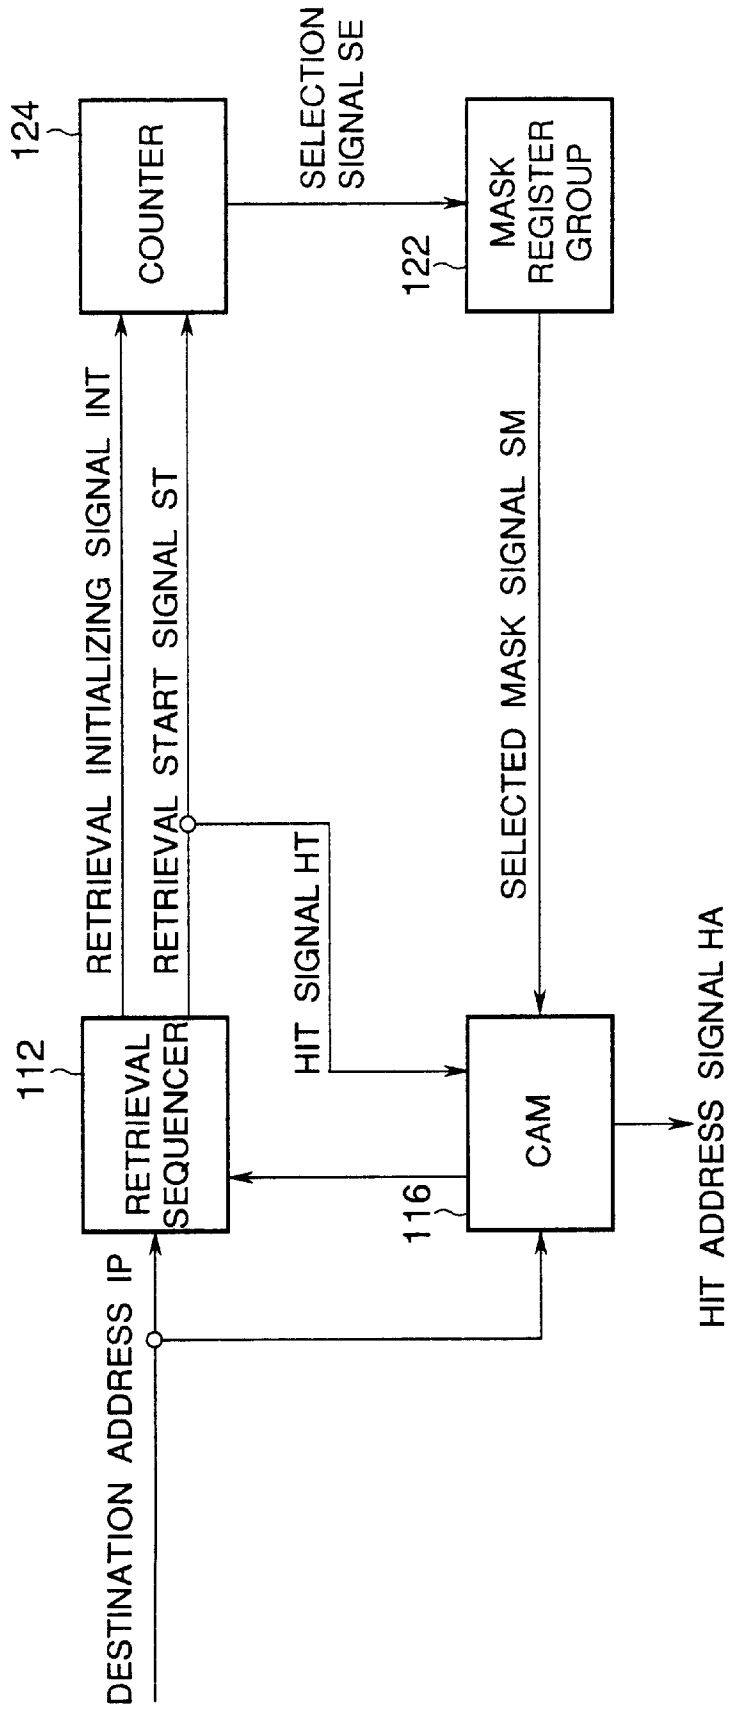 DESTINATION ADDRESS IP
112
RETRIEVAL
SEQUENCER
RETRIEVAL INITIALIZING SIGNAL INT
RETRIEVAL START SIGNAL ST
124
COUNTER
HIT SIGNAL HT
SELECTION
SIGNAL SE
116
CAM
SELECTED MASK SIGNAL SM
122
MASK
REGISTER
GROUP
HIT ADDRESS SIGNAL HA